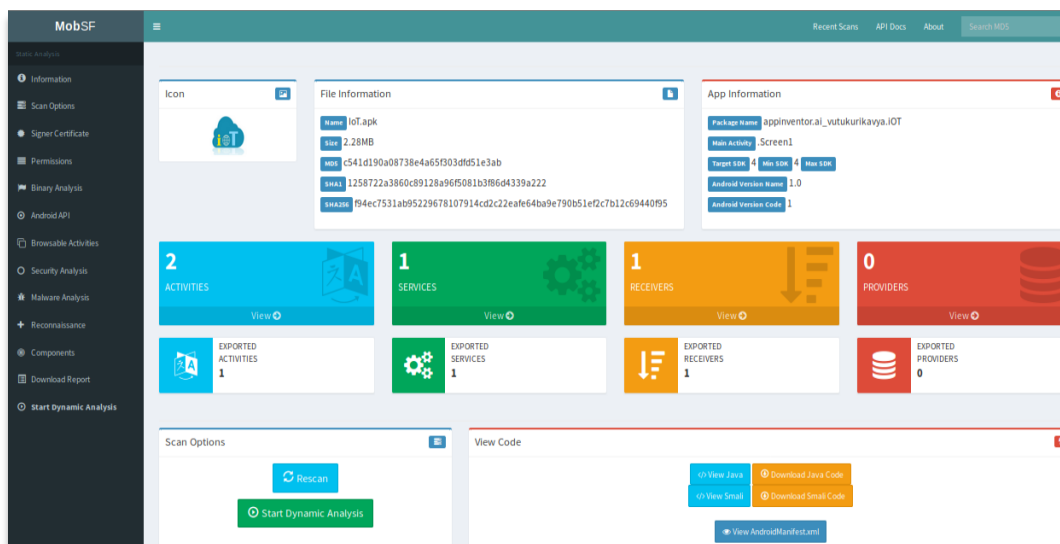 MobSF
Recent Scans API Docs About Search MD5
Static Analysis
Information
Scan Options
Signer Certificate
Permissions
Binary Analysis
Android API
Browsable Activities
Security Analysis
Malware Analysis
Reconnaissance
Components
Download Report
Start Dynamic Analysis
Icon
iOT
File Information
Name IoT.apk
Size 2.28MB
MD5 c541d190a08738e4a65f303dfd51e3ab
SHA1 1258722a3860c89128a96f5081b3f86d4339a222
SHA256 f94ec7531ab95229678107914cd2c22eafe64ba9e790b51ef2c7b12c69440f95
App Information
Package Name appinventor.ai_vutukurikavya.iOT
Main Activity .Screen1
Target SDK 4 Min SDK 4 Max SDK
Android Version Name 1.0
Android Version Code 1
2
ACTIVITIES
View
1
SERVICES
View
1
RECEIVERS
View
0
PROVIDERS
View
EXPORTED
ACTIVITIES
1
EXPORTED
SERVICES
1
EXPORTED
RECEIVERS
1
EXPORTED
PROVIDERS
0
Scan Options
Rescan
Start Dynamic Analysis
View Code
View Java Download Java Code
View Smali Download Smali Code
View AndroidManifest.xml